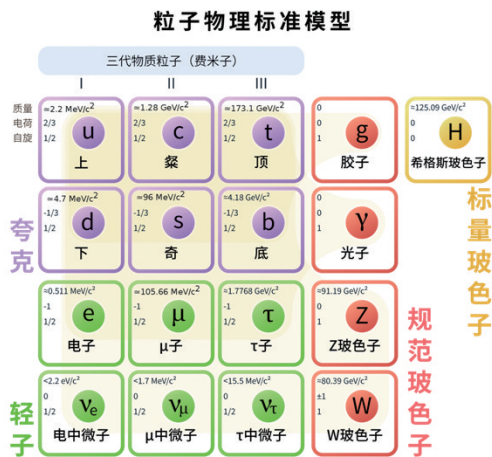 粒子物理标准模型
三代物质粒子（费米子）
I II III
质量
电荷
自旋
≃2.2 MeV/c²
2/3
1/2
u
上
≃1.28 GeV/c²
2/3
1/2
c
粲
≃173.1 GeV/c²
2/3
1/2
t
顶
0
0
1
g
胶子
≃125.09 GeV/c²
0
0
H
希格斯玻色子
≃4.7 MeV/c²
-1/3
1/2
d
下
≃96 MeV/c²
-1/3
1/2
s
奇
≃4.18 GeV/c²
-1/3
1/2
b
底
0
0
1
γ
光子
夸克
标量玻色子
≃0.511 MeV/c²
-1
1/2
e
电子
≃105.66 MeV/c²
-1
1/2
μ
μ子
≃1.7768 GeV/c²
-1
1/2
τ
τ子
≃91.19 GeV/c²
0
1
Z
Z玻色子
规范玻色子
<2.2 eV/c²
0
1/2
νe
电中微子
<1.7 MeV/c²
0
1/2
νμ
μ中微子
<15.5 MeV/c²
0
1/2
ντ
τ中微子
≃80.39 GeV/c²
±1
1
W
W玻色子
轻子